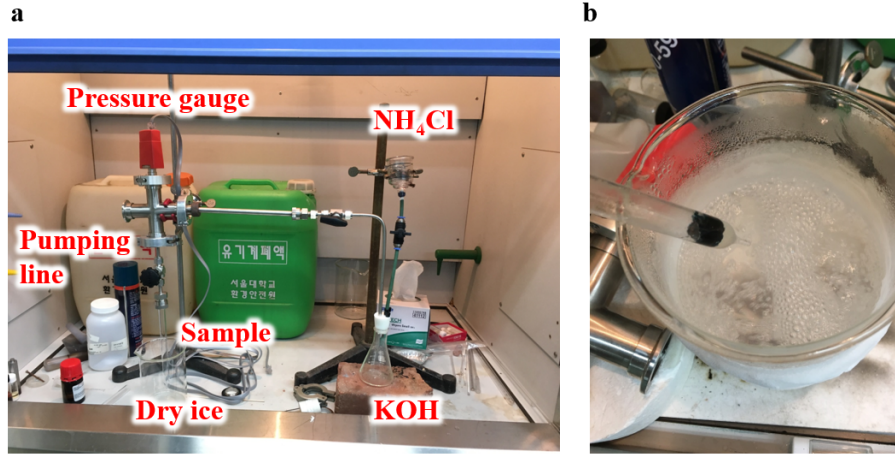 a
b
Pressure gauge
NH₄Cl
Pumping
line
유기계폐액
서울대학교
환경안전원
Sample
Dry ice
KOH